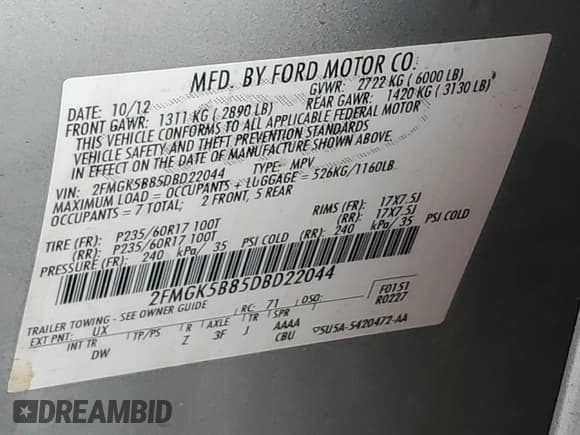 MFD. BY FORD MOTOR CO.
DATE: 10/12 GVWR: 2722 KG ( 6000 LB)
FRONT GAWR: 1311 KG ( 2890 LB) REAR GAWR: 1420 KG ( 3130 LB)
THIS VEHICLE CONFORMS TO ALL APPLICABLE FEDERAL MOTOR
VEHICLE SAFETY AND THEFT PREVENTION STANDARDS
IN EFFECT ON THE DATE OF MANUFACTURE SHOWN ABOVE.
VIN: 2FMGK5B85DBD22044 TYPE: MPV
MAXIMUM LOAD = OCCUPANTS + LUGGAGE = 526KG/1160LB
OCCUPANTS = 7 TOTAL, 2 FRONT, 5 REAR
TIRE (FR): P235/60R17 100T RIMS (FR): 17X7.5J
TIRE (RR): P235/60R17 100T RIMS (RR): 17X7.5J
PRESSURE (FR): 240 kPa/ 35 PSI COLD (RR): 240 kPa/ 35 PSI COLD
2FMGK5B85DBD22044
TRAILER TOWING - SEE OWNER GUIDE
EXT PNT: UX RC: 71 DSO: F0151
R0227
INT TR TP/PS R AXLE TR SPR
DW Z 3F J AAAA
CBU
▽SUSA-5420472-AA
DREAMBID